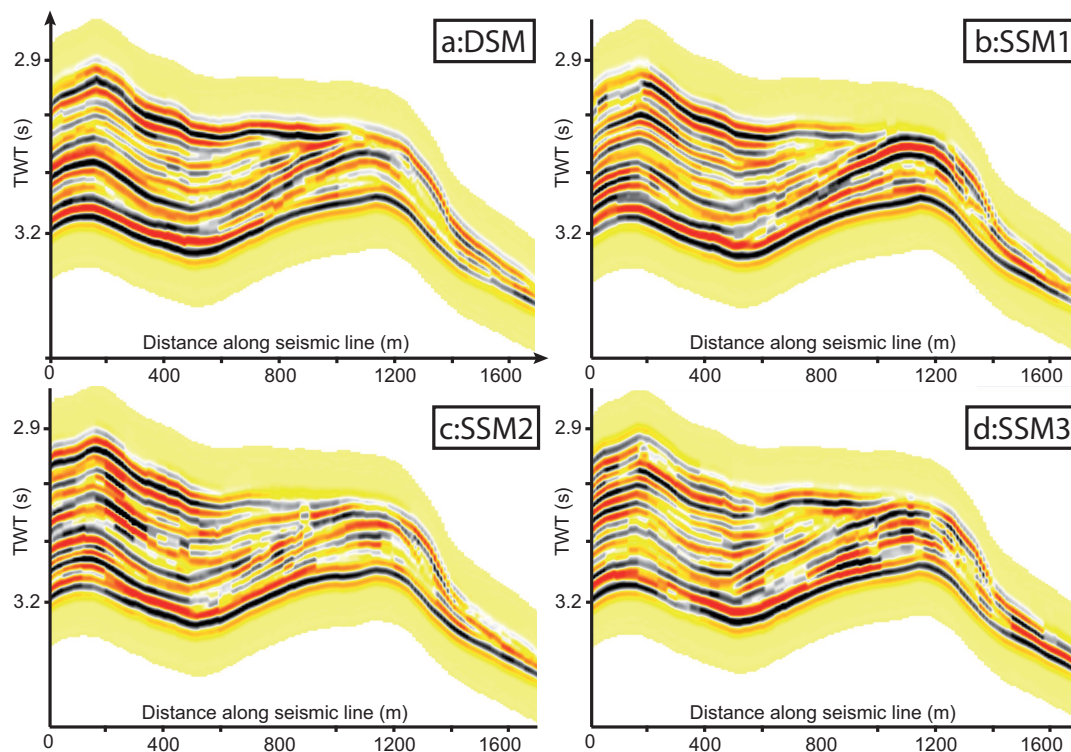 a:DSM
2.9
TWT (s)
3.2
Distance along seismic line (m)
0 400 800 1200 1600
b:SSM1
2.9
TWT (s)
3.2
Distance along seismic line (m)
0 400 800 1200 1600
c:SSM2
2.9
TWT (s)
3.2
Distance along seismic line (m)
0 400 800 1200 1600
d:SSM3
2.9
TWT (s)
3.2
Distance along seismic line (m)
0 400 800 1200 1600